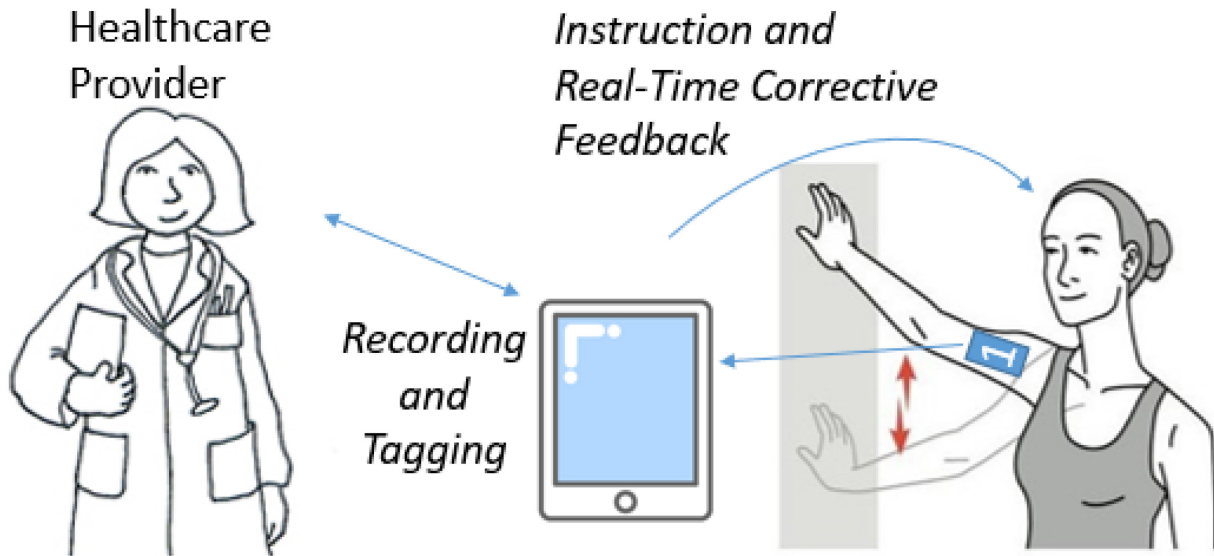 Healthcare
Provider
Instruction and
Real-Time Corrective
Feedback
Recording
and
Tagging
1